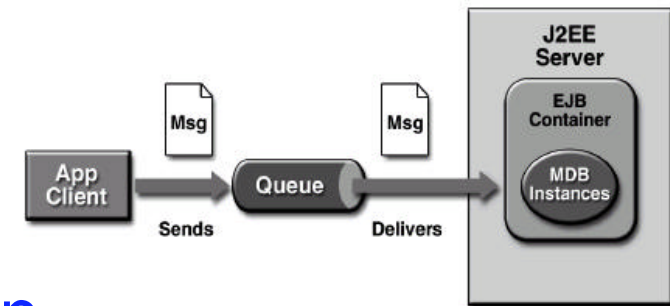 J2EE
Server
Msg
Msg
EJB
Container
App
Client
Queue
MDB
Instances
Sends
Delivers